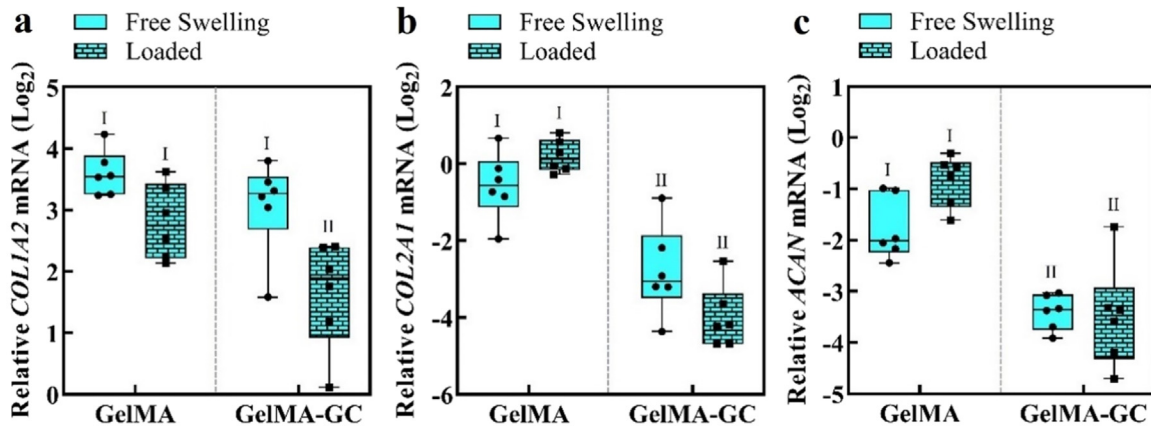 a
Free Swelling
Loaded
Relative COL1A2 mRNA (Log₂)
5
4
3
2
1
0
I
I
I
II
GelMA
GelMA-GC
b
Free Swelling
Loaded
Relative COL2A1 mRNA (Log₂)
2
0
-2
-4
-6
I
I
II
II
GelMA
GelMA-GC
c
Free Swelling
Loaded
Relative ACAN mRNA (Log₂)
1
0
-1
-2
-3
-4
-5
I
I
II
II
GelMA
GelMA-GC